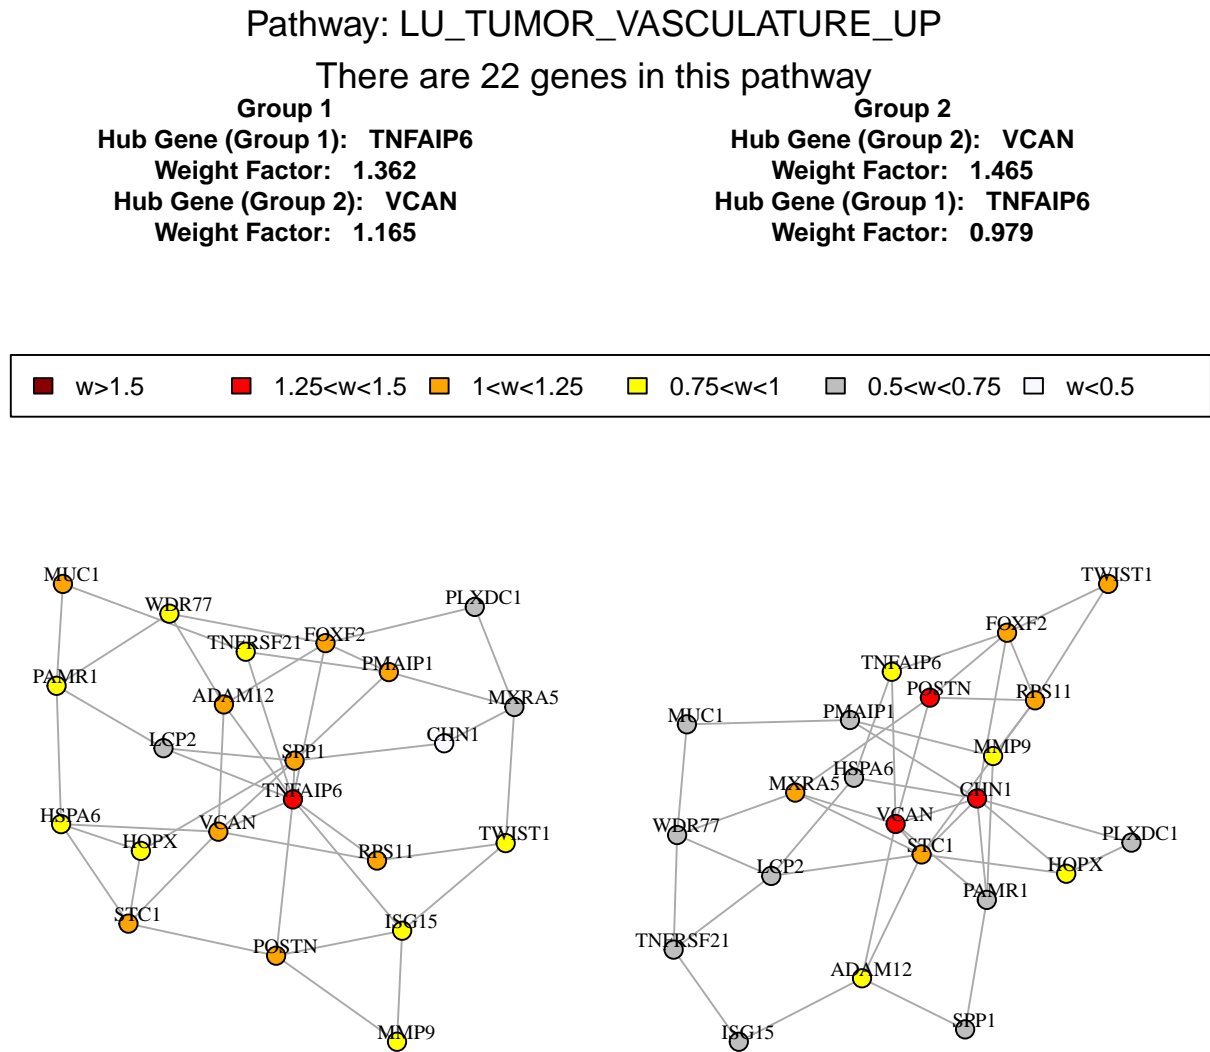 Pathway: LU_TUMOR_VASCULATURE_UP
There are 22 genes in this pathway
Group 1
Hub Gene (Group 1): TNFAIP6
Weight Factor: 1.362
Hub Gene (Group 2): VCAN
Weight Factor: 1.165
Group 2
Hub Gene (Group 2): VCAN
Weight Factor: 1.465
Hub Gene (Group 1): TNFAIP6
Weight Factor: 0.979
w>1.5
1.25<w<1.5
1<w<1.25
0.75<w<1
0.5<w<0.75
w<0.5
MUC1
WDR77
PLXDC1
TNFRSF21
FOXF2
PMAIP1
PAMR1
ADAM12
MXRA5
LCP2
CHN1
SPP1
TNFAIP6
HSPA6
VCAN
HOPX
RPS11
TWIST1
STC1
ISG15
POSTN
MMP9
TWIST1
FOXF2
TNFAIP6
POSTN
RPS11
MUC1
PMAIP1
MMP9
HSPA6
MXRA5
CHN1
VCAN
WDR77
PLXDC1
STC1
LCP2
HOPX
PAMR1
TNFRSF21
ADAM12
SPP1
ISG15